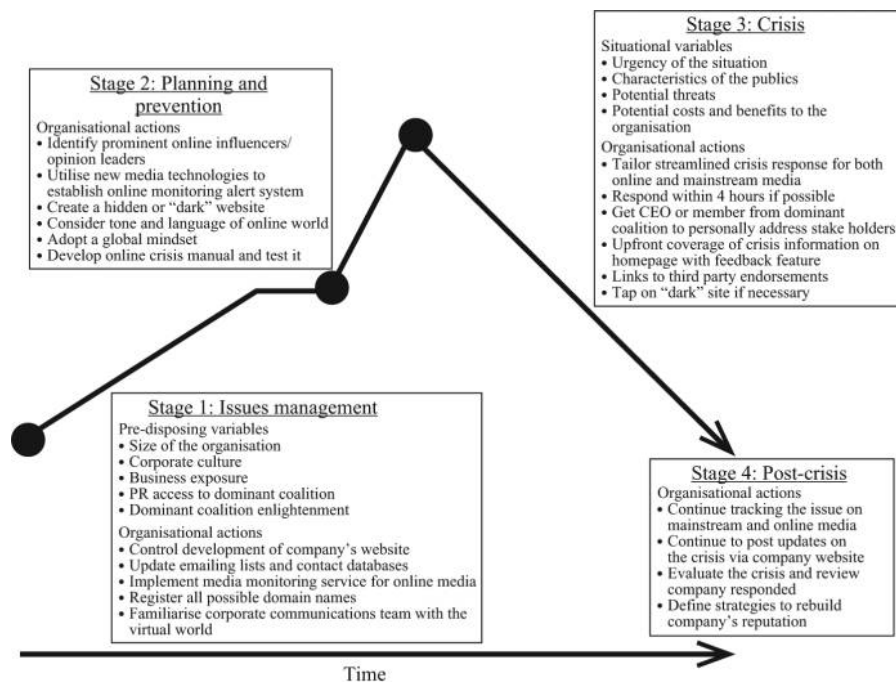 Stage 2: Planning and
prevention
Organisational actions
• Identify prominent online influencers/
opinion leaders
• Utilise new media technologies to
establish online monitoring alert system
• Create a hidden or “dark” website
• Consider tone and language of online world
• Adopt a global mindset
• Develop online crisis manual and test it
Stage 3: Crisis
Situational variables
• Urgency of the situation
• Characteristics of the publics
• Potential threats
• Potential costs and benefits to the
organisation
Organisational actions
• Tailor streamlined crisis response for both
online and mainstream media
• Respond within 4 hours if possible
• Get CEO or member from dominant
coalition to personally address stake holders
• Upfront coverage of crisis information on
homepage with feedback feature
• Links to third party endorsements
• Tap on “dark” site if necessary
Stage 1: Issues management
Pre-disposing variables
• Size of the organisation
• Corporate culture
• Business exposure
• PR access to dominant coalition
• Dominant coalition enlightenment
Organisational actions
• Control development of company’s website
• Update emailing lists and contact databases
• Implement media monitoring service for online media
• Register all possible domain names
• Familiarise corporate communications team with the
virtual world
Stage 4: Post-crisis
Organisational actions
• Continue tracking the issue on
mainstream and online media
• Continue to post updates on
the crisis via company website
• Evaluate the crisis and review
company responded
• Define strategies to rebuild
company’s reputation
Time